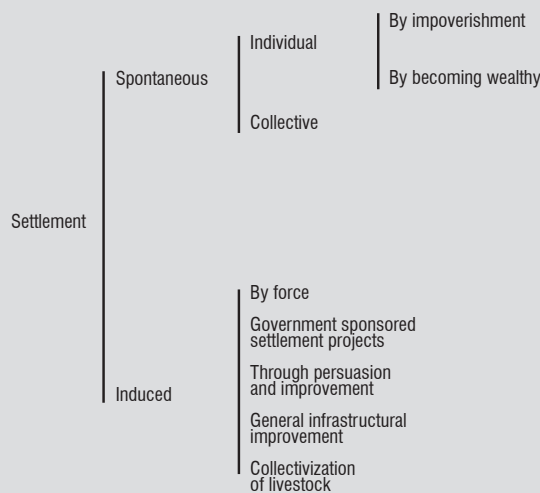 Settlement
Spontaneous
Individual
By impoverishment
By becoming wealthy
Collective
Induced
By force
Government sponsored
settlement projects
Through persuasion
and improvement
General infrastructural
improvement
Collectivization
of livestock